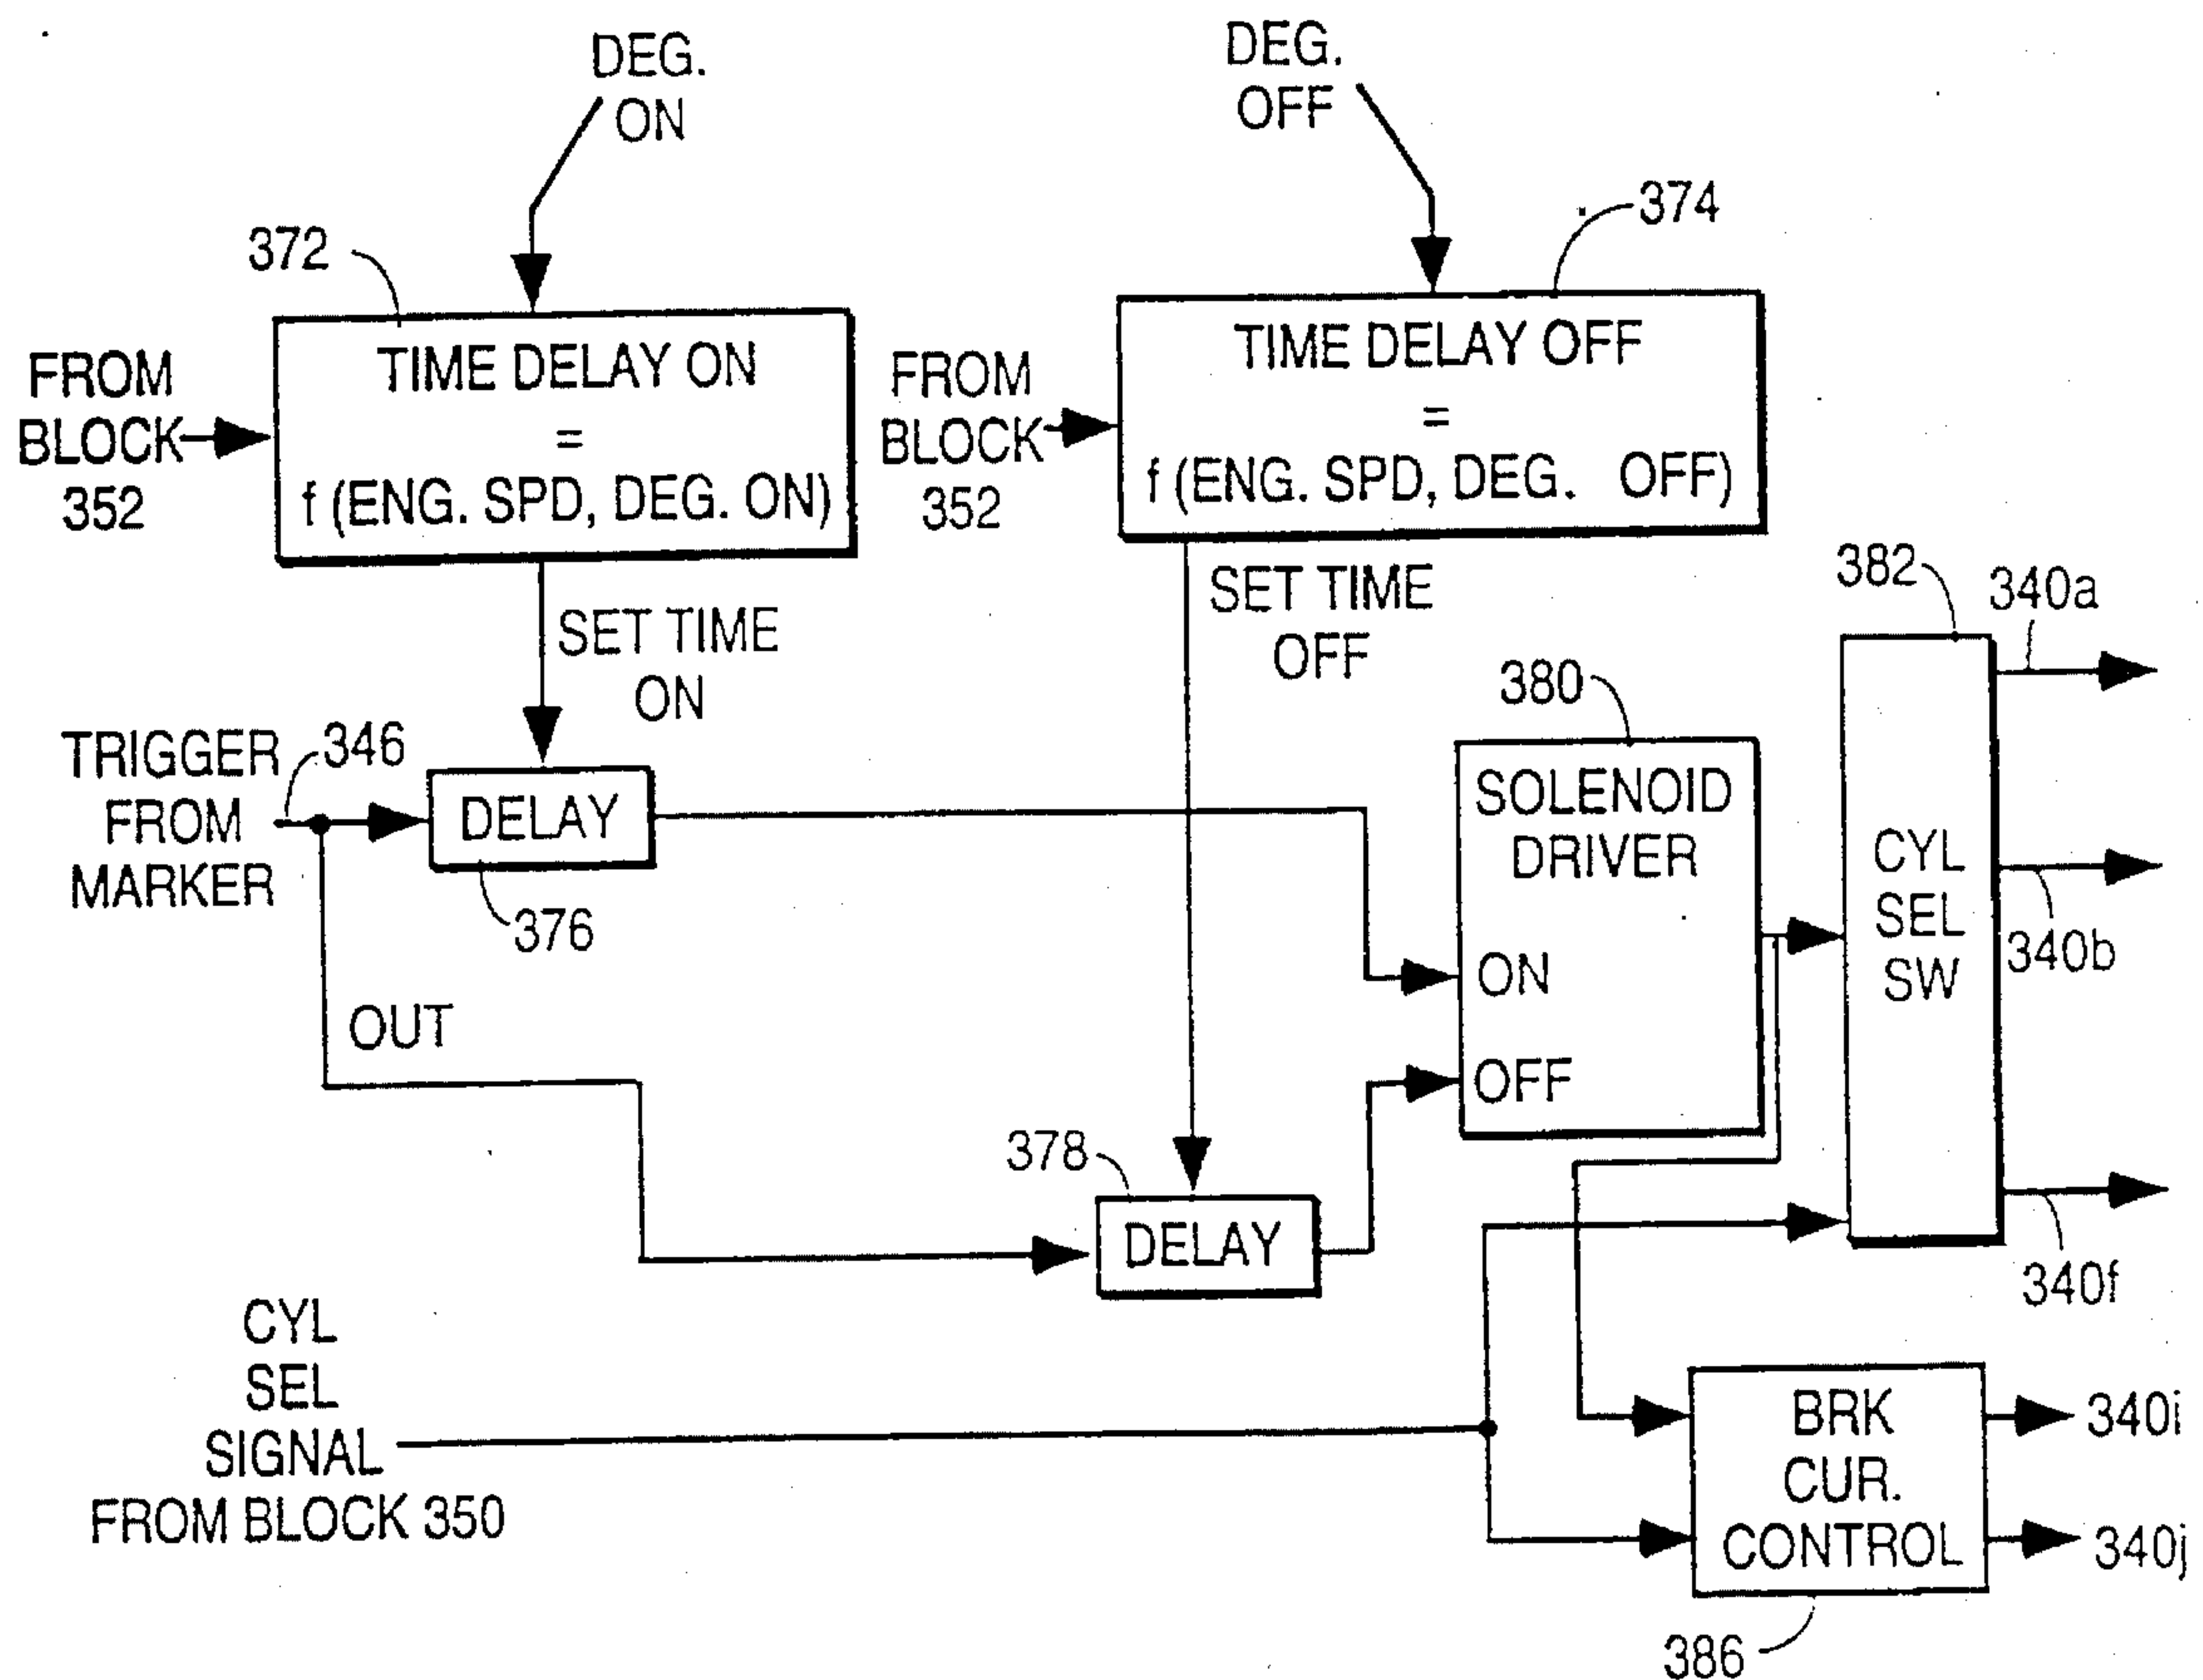 DEG.
ON
DEG.
OFF
372
374
FROM
BLOCK
352
TIME DELAY ON
=
f (ENG. SPD, DEG. ON)
FROM
BLOCK
352
TIME DELAY OFF
=
f (ENG. SPD, DEG. OFF)
SET TIME
ON
SET TIME
OFF
382
340a
380
TRIGGER
FROM
MARKER
346
DELAY
376
SOLENOID
DRIVER
ON
OFF
CYL
SEL
SW
340b
OUT
378
DELAY
340f
CYL
SEL
SIGNAL
FROM BLOCK 350
BRK
CUR.
CONTROL
340i
340j
386